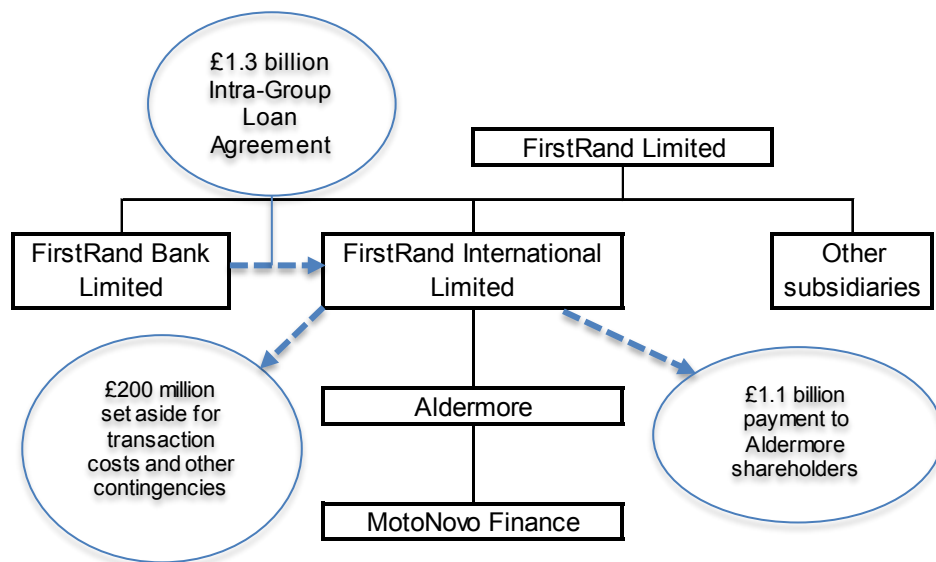 £1.3 billion
Intra-Group
Loan
Agreement
FirstRand Limited
FirstRand Bank
Limited
FirstRand International
Limited
Other
subsidiaries
£200 million
set aside for
transaction
costs and other
contingencies
Aldermore
£1.1 billion
payment to
Aldermore
shareholders
MotoNovo Finance